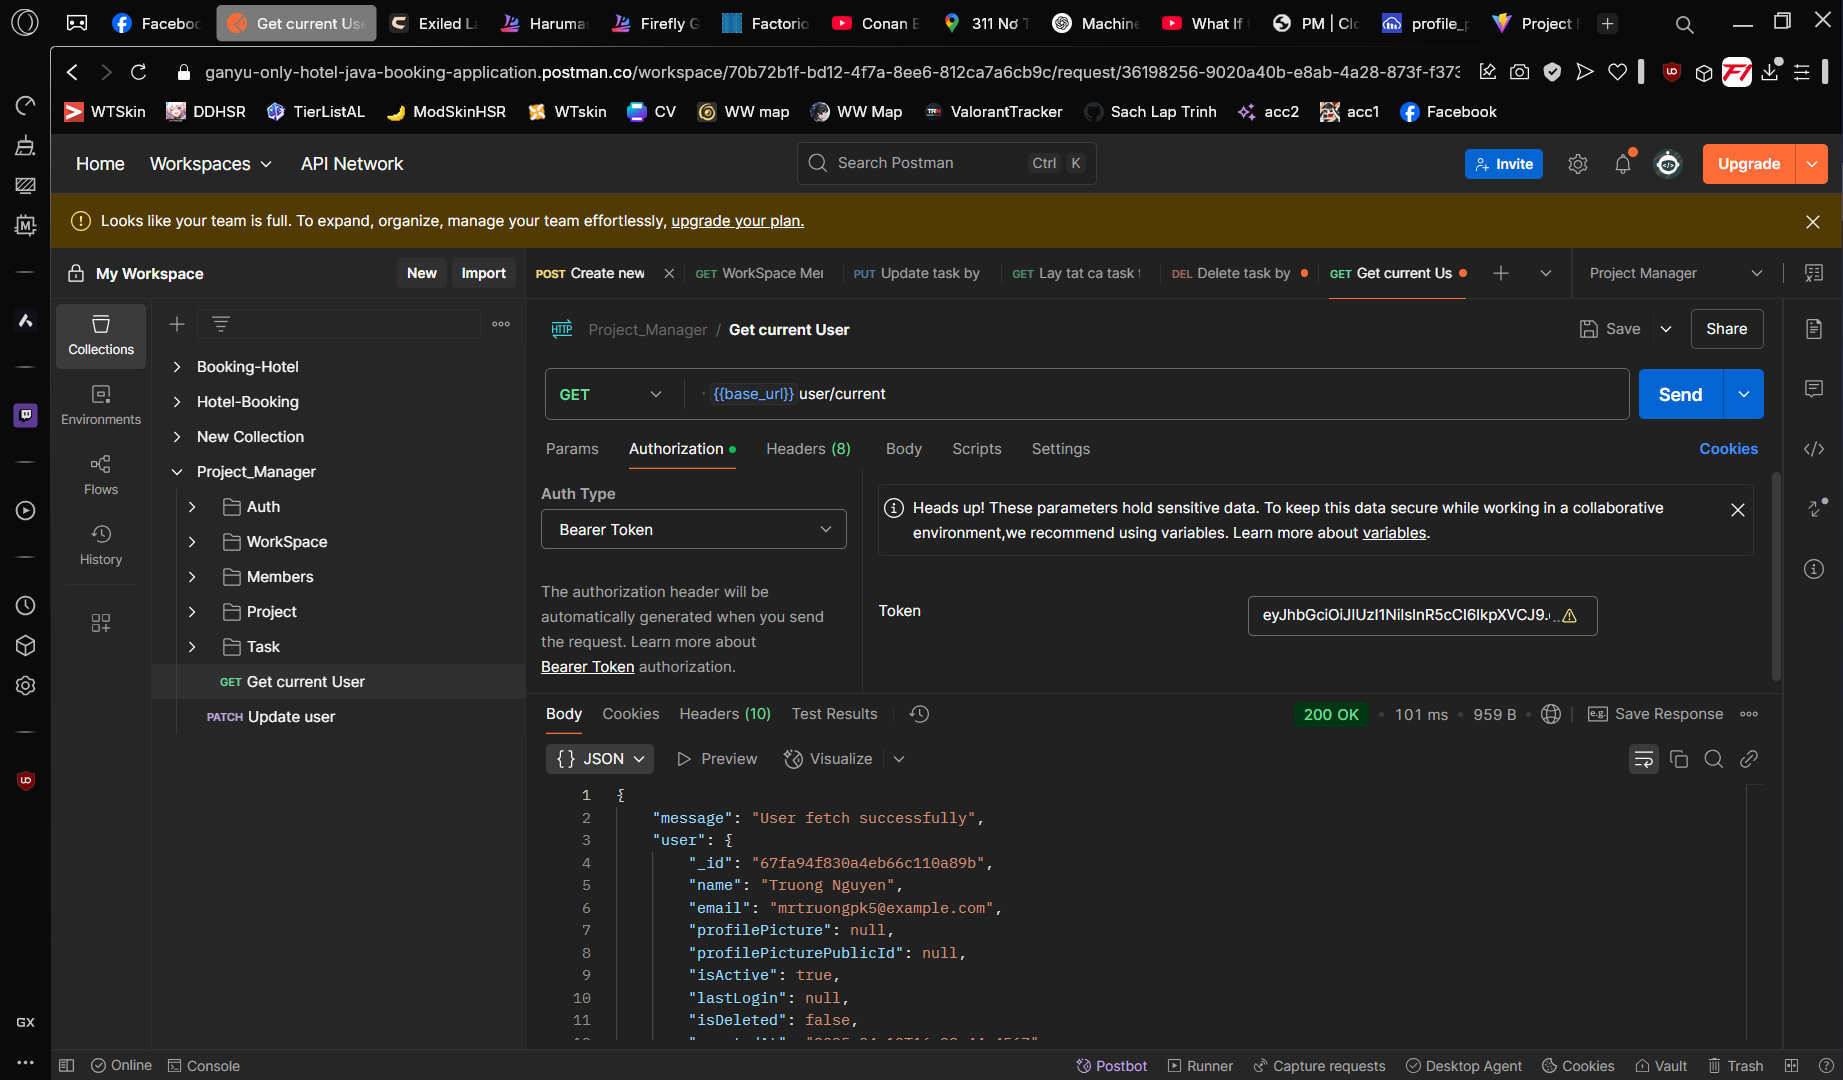 Faceboo
Get current Use
Exiled La
Haruma
Firefly G
Factorio
Conan E
311 Nơ T
Machine
What If
PM | Clo
profile_p
Project
ganyu-only-hotel-java-booking-application.postman.co/workspace/70b72b1f-bd12-4f7a-8ee6-812ca7a6cb9c/request/36198256-9020a40b-e8ab-4a28-873f-f373
WTSkin
DDHSR
TierListAL
ModSkinHSR
WTskin
CV
WW map
WW Map
ValorantTracker
Sach Lap Trinh
acc2
acc1
Facebook
Home
Workspaces
API Network
Search Postman
Ctrl
K
Invite
Upgrade
Looks like your team is full. To expand, organize, manage your team effortlessly, upgrade your plan.
My Workspace
New
Import
POST Create new
GET WorkSpace Mer
PUT Update task by
GET Lay tat ca task
DEL Delete task by
GET Get current Us
Project Manager
Collections
Environments
Flows
History
Booking-Hotel
Hotel-Booking
New Collection
Project_Manager
Auth
WorkSpace
Members
Project
Task
GET Get current User
PATCH Update user
HTTP
Project_Manager / Get current User
Save
Share
GET
{{base_url}} user/current
Send
Params
Authorization
Headers (8)
Body
Scripts
Settings
Cookies
Auth Type
Bearer Token
The authorization header will be
automatically generated when you send
the request. Learn more about
Bearer Token authorization.
Heads up! These parameters hold sensitive data. To keep this data secure while working in a collaborative
environment,we recommend using variables. Learn more about variables.
Token
eyJhbGciOiJIUzI1NiIsInR5cCI6IkpXVCJ9.
Body
Cookies
Headers (10)
Test Results
200 OK
101 ms
959 B
e.g.
Save Response
{} JSON
Preview
Visualize
1 {
2 "message": "User fetch successfully",
3 "user": {
4 "_id": "67fa94f830a4eb66c110a89b",
5 "name": "Truong Nguyen",
6 "email": "mrtruongpk5@example.com",
7 "profilePicture": null,
8 "profilePicturePublicId": null,
9 "isActive": true,
10 "lastLogin": null,
11 "isDeleted": false,
GX
Online
Console
Postbot
Runner
Capture requests
Desktop Agent
Cookies
Vault
Trash